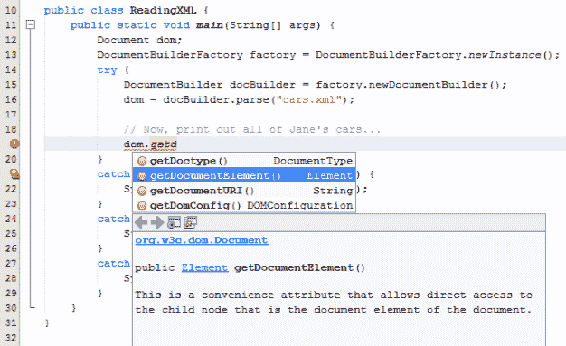 10 public class ReadingXML {
11 public static void main(String[] args) {
12 Document dom;
13 DocumentBuilderFactory factory = DocumentBuilderFactory.newInstance();
14 try {
15 DocumentBuilder docBuilder = factory.newDocumentBuilder();
16 dom = docBuilder.parse("cars.xml");
17
18 // Now, print out all of Jane's cars...
dom.getd
20 }
getDoctype() DocumentType
catch getDocumentElement() Element ) {
22 S getDocumentURI() String );
23 } getDomConfig() DOMConfiguration
24 catch
25 S
26 }
27 catch
28 Sy
29 }
30 }
31 }
32
org.w3c.dom.Document
public Element getDocumentElement()
This is a convenience attribute that allows direct access to
the child node that is the document element of the document.